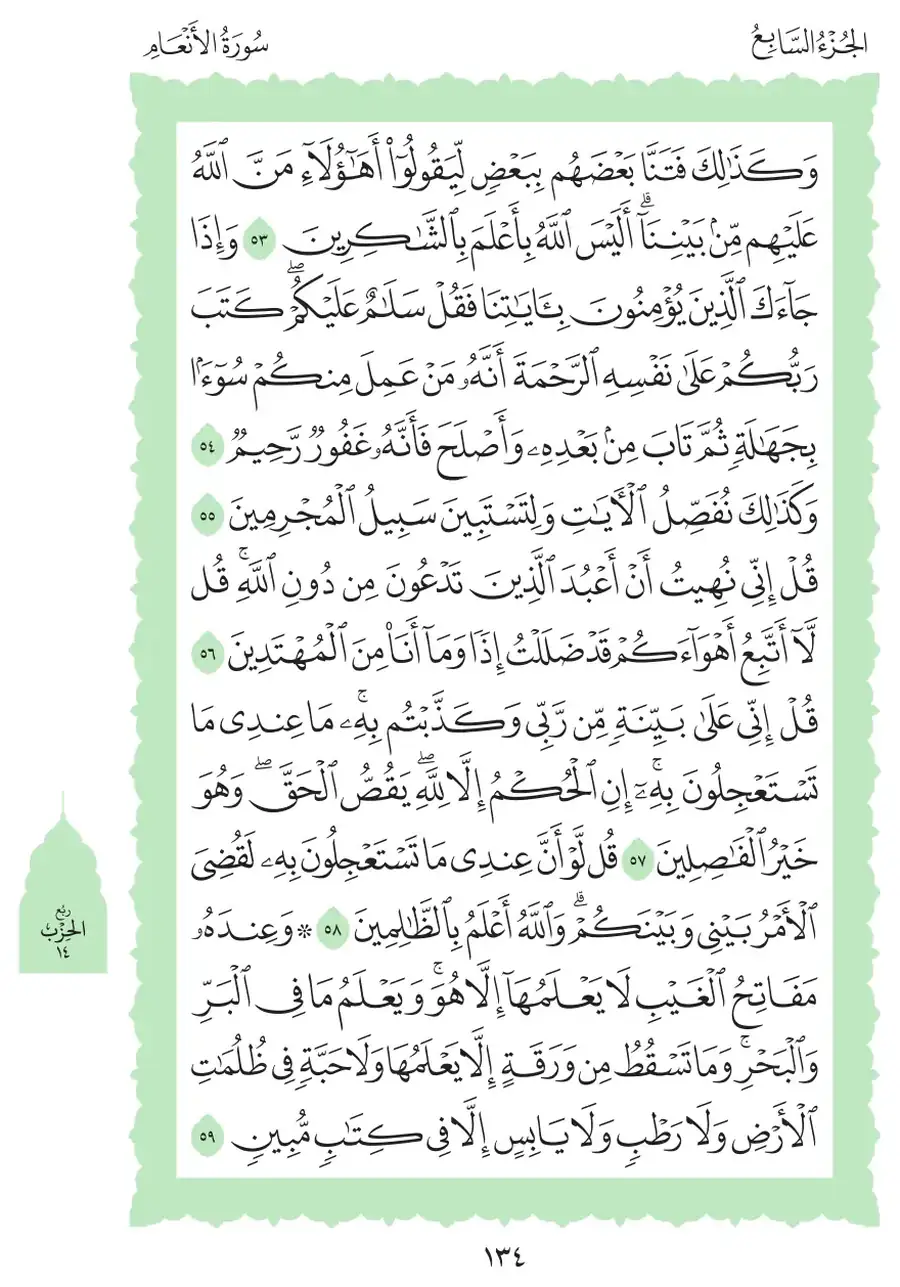 الجُزْءُ السَّابِعُ
سُورَةُ الأَنْعَامِ
وَكَذَٰلِكَ فَتَنَّا بَعْضَهُم بِبَعْضٍ لِّيَقُولُوٓا۟ أَهَـٰٓؤُلَآءِ مَنَّ ٱللَّهُ
عَلَيْهِم مِّنۢ بَيْنِنَآ ۗ أَلَيْسَ ٱللَّهُ بِأَعْلَمَ بِٱلشَّـٰكِرِينَ ٥٣ وَإِذَا
جَآءَكَ ٱلَّذِينَ يُؤْمِنُونَ بِـَٔايَـٰتِنَا فَقُلْ سَلَـٰمٌ عَلَيْكُمْ ۖ كَتَبَ
رَبُّكُمْ عَلَىٰ نَفْسِهِ ٱلرَّحْمَةَ أَنَّهُۥ مَنْ عَمِلَ مِنكُمْ سُوٓءًۢا
بِجَهَـٰلَةٍ ثُمَّ تَابَ مِنۢ بَعْدِهِۦ وَأَصْلَحَ فَأَنَّهُۥ غَفُورٌ رَّحِيمٌ ٥٤
وَكَذَٰلِكَ نُفَصِّلُ ٱلْـَٔايَـٰتِ وَلِتَسْتَبِينَ سَبِيلُ ٱلْمُجْرِمِينَ ٥٥
قُلْ إِنِّى نُهِيتُ أَنْ أَعْبُدَ ٱلَّذِينَ تَدْعُونَ مِن دُونِ ٱللَّهِ ۚ قُل
لَّآ أَتَّبِعُ أَهْوَآءَكُمْ قَدْ ضَلَلْتُ إِذًا وَمَآ أَنَا۠ مِنَ ٱلْمُهْتَدِينَ ٥٦
قُلْ إِنِّى عَلَىٰ بَيِّنَةٍ مِّن رَّبِّى وَكَذَّبْتُم بِهِۦ ۚ مَا عِندِى مَا
تَسْتَعْجِلُونَ بِهِۦٓ ۚ إِنِ ٱلْحُكْمُ إِلَّا لِلَّهِ ۖ يَقُصُّ ٱلْحَقَّ ۖ وَهُوَ
خَيْرُ ٱلْفَـٰصِلِينَ ٥٧ قُل لَّوْ أَنَّ عِندِى مَا تَسْتَعْجِلُونَ بِهِۦ لَقُضِىَ
ٱلْأَمْرُ بَيْنِى وَبَيْنَكُمْ ۗ وَٱللَّهُ أَعْلَمُ بِٱلظَّـٰلِمِينَ ٥٨ * وَعِندَهُۥ
مَفَاتِحُ ٱلْغَيْبِ لَا يَعْلَمُهَآ إِلَّا هُوَ ۚ وَيَعْلَمُ مَا فِى ٱلْبَرِّ
وَٱلْبَحْرِ ۚ وَمَا تَسْقُطُ مِن وَرَقَةٍ إِلَّا يَعْلَمُهَا وَلَا حَبَّةٍ فِى ظُلُمَـٰتِ
ٱلْأَرْضِ وَلَا رَطْبٍ وَلَا يَابِسٍ إِلَّا فِى كِتَـٰبٍ مُّبِينٍ ٥٩
رُبْعُ
الحِزْبِ
١٤
١٣٤